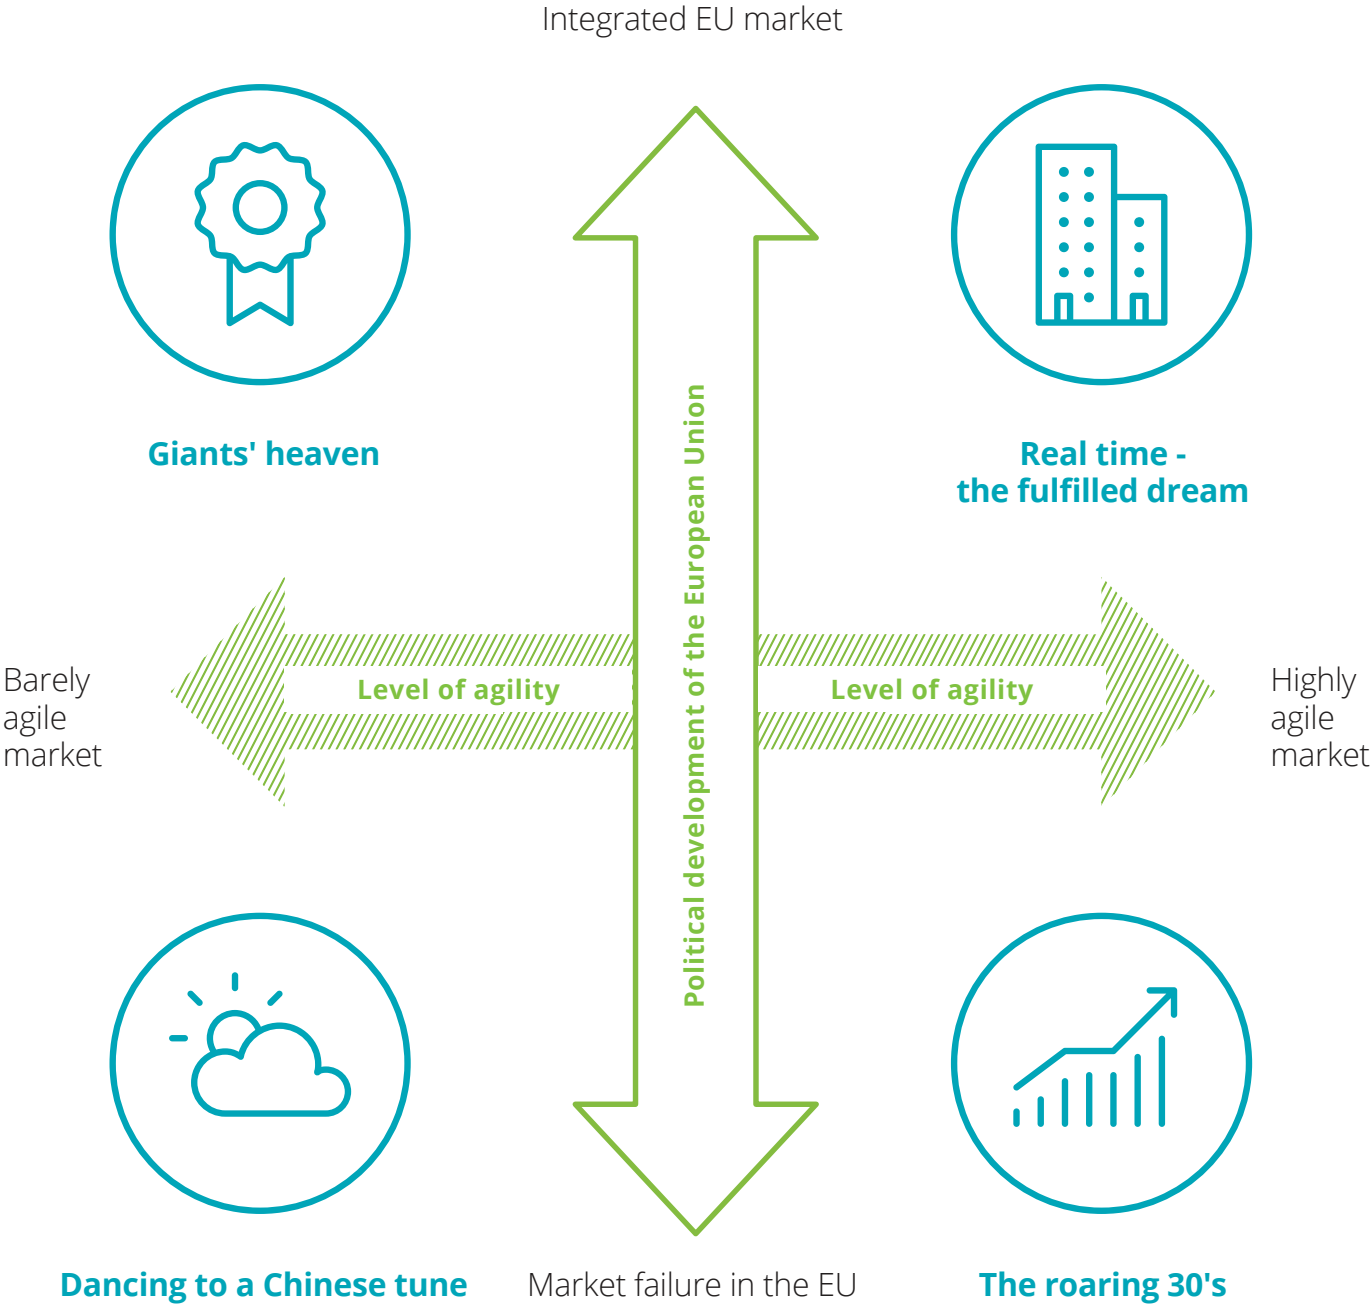 Integrated EU market
Giants' heaven
Real time -
the fulfilled dream
Political development of the European Union
Barely
agile
market
Level of agility
Level of agility
Highly
agile
market
Dancing to a Chinese tune
Market failure in the EU
The roaring 30's